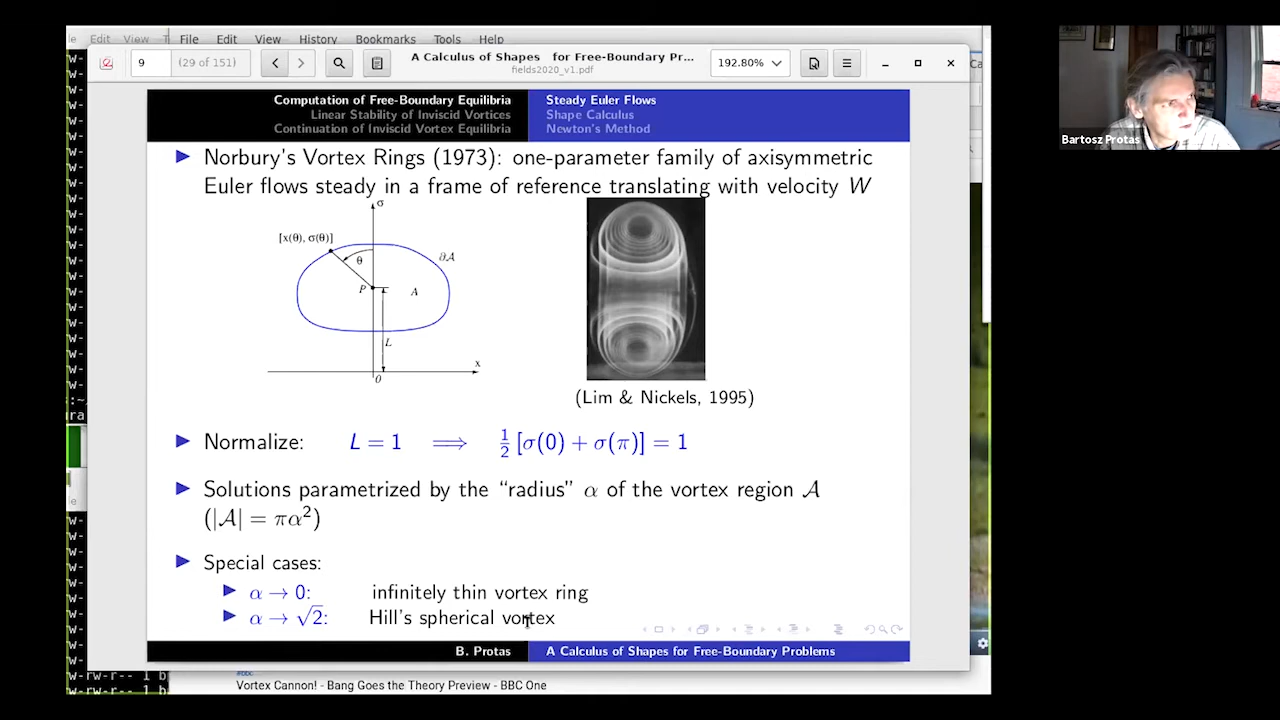 Edit View T File Edit View History Bookmarks Tools Help
9 (29 of 151) A Calculus of Shapes for Free-Boundary Pr... 192.80%
fields2020_v1.pdf
Computation of Free-Boundary Equilibria
Linear Stability of Inviscid Vortices
Continuation of Inviscid Vortex Equilibria
Steady Euler Flows
Shape Calculus
Newton's Method
Bartosz Protas
Norbury's Vortex Rings (1973): one-parameter family of axisymmetric
Euler flows steady in a frame of reference translating with velocity W
σ
[x(θ), σ(θ)]
θ
∂A
P
A
L
x
0
(Lim & Nickels, 1995)
Normalize: L = 1 ⟹ ½ [σ(0) + σ(π)] = 1
Solutions parametrized by the “radius” α of the vortex region A
(|A| = πα²)
Special cases:
α → 0: infinitely thin vortex ring
α → √2: Hill's spherical vortex
B. Protas A Calculus of Shapes for Free-Boundary Problems
-rw-r-- 1 b
w-rw-r-- 1 b
Vortex Cannon! - Bang Goes the Theory Preview - BBC One